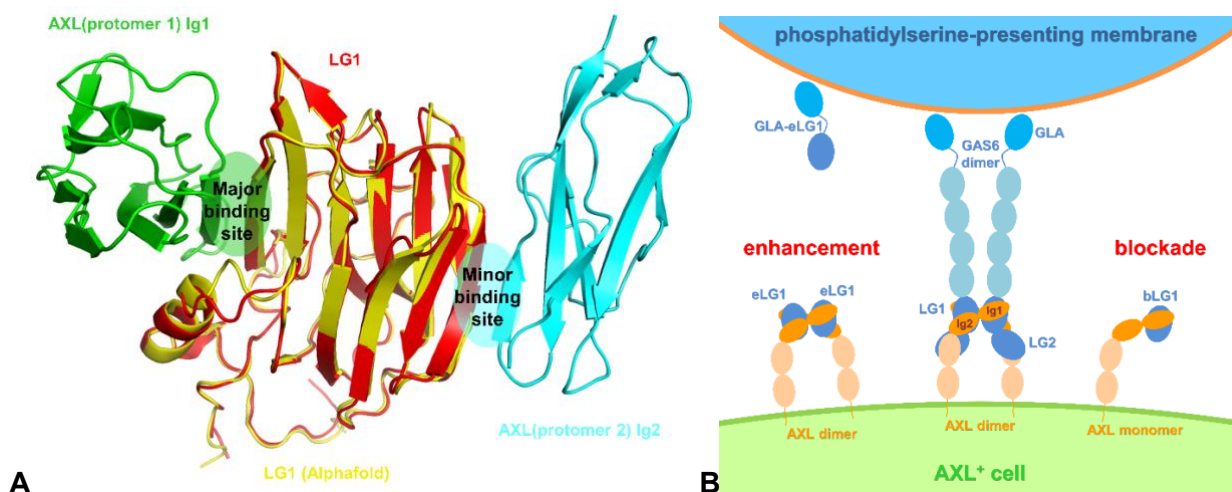 AXL(protomer 1) Ig1
LG1
Major
binding
site
Minor
binding
site
AXL(protomer 2) Ig2
LG1 (Alphafold)
A
phosphatidylserine-presenting membrane
GLA-eLG1
GAS6
dimer
GLA
enhancement
blockade
eLG1
eLG1
LG1
Ig2
Ig1
bLG1
LG2
AXL dimer
AXL dimer
AXL monomer
AXL⁺ cell
B